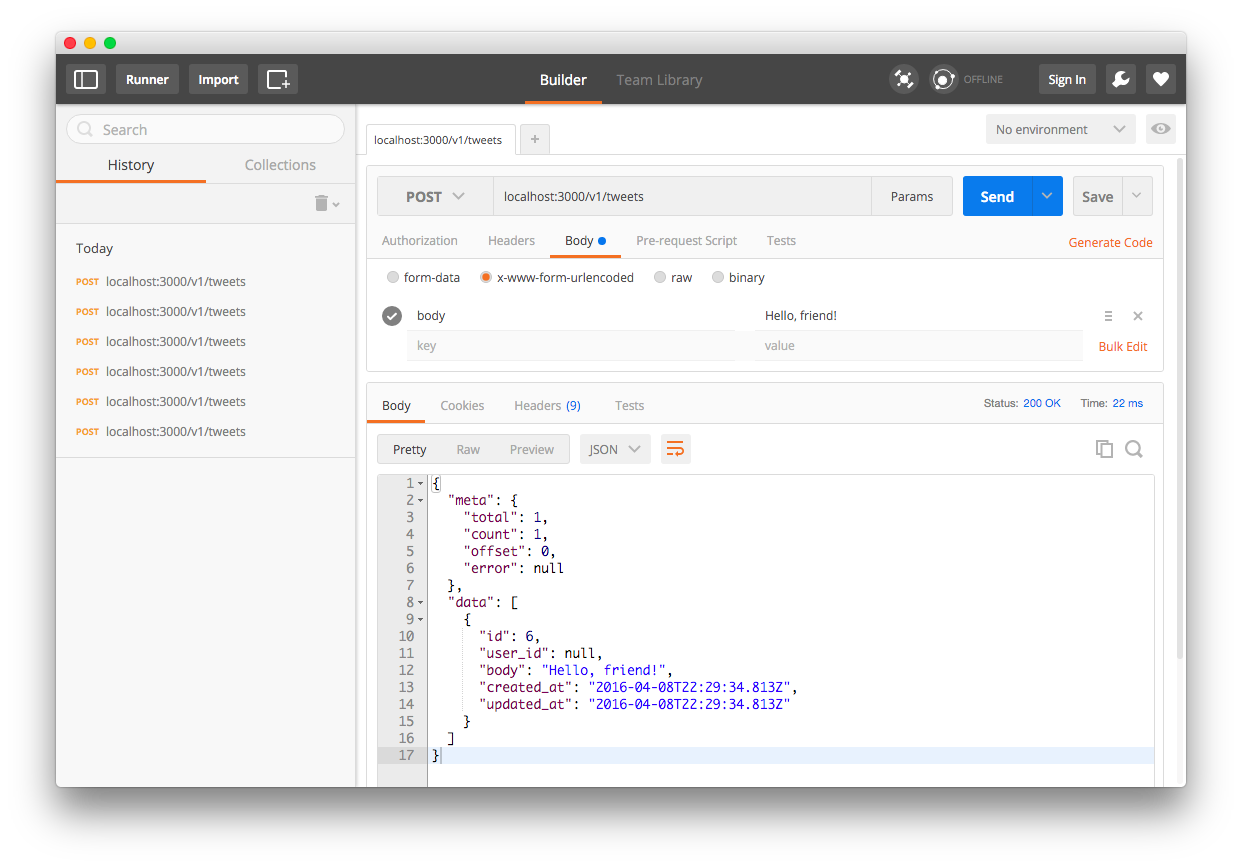 Runner Import Builder Team Library OFFLINE Sign In
Search
History Collections
Today
POST localhost:3000/v1/tweets
POST localhost:3000/v1/tweets
POST localhost:3000/v1/tweets
POST localhost:3000/v1/tweets
POST localhost:3000/v1/tweets
POST localhost:3000/v1/tweets
localhost:3000/v1/tweets + No environment
POST localhost:3000/v1/tweets Params Send Save
Authorization Headers Body Pre-request Script Tests Generate Code
form-data x-www-form-urlencoded raw binary
body Hello, friend!
key value Bulk Edit
Body Cookies Headers (9) Tests Status: 200 OK Time: 22 ms
Pretty Raw Preview JSON
1 {
2 "meta": {
3 "total": 1,
4 "count": 1,
5 "offset": 0,
6 "error": null
7 },
8 "data": [
9 {
10 "id": 6,
11 "user_id": null,
12 "body": "Hello, friend!",
13 "created_at": "2016-04-08T22:29:34.813Z",
14 "updated_at": "2016-04-08T22:29:34.813Z"
15 }
16 ]
17 }